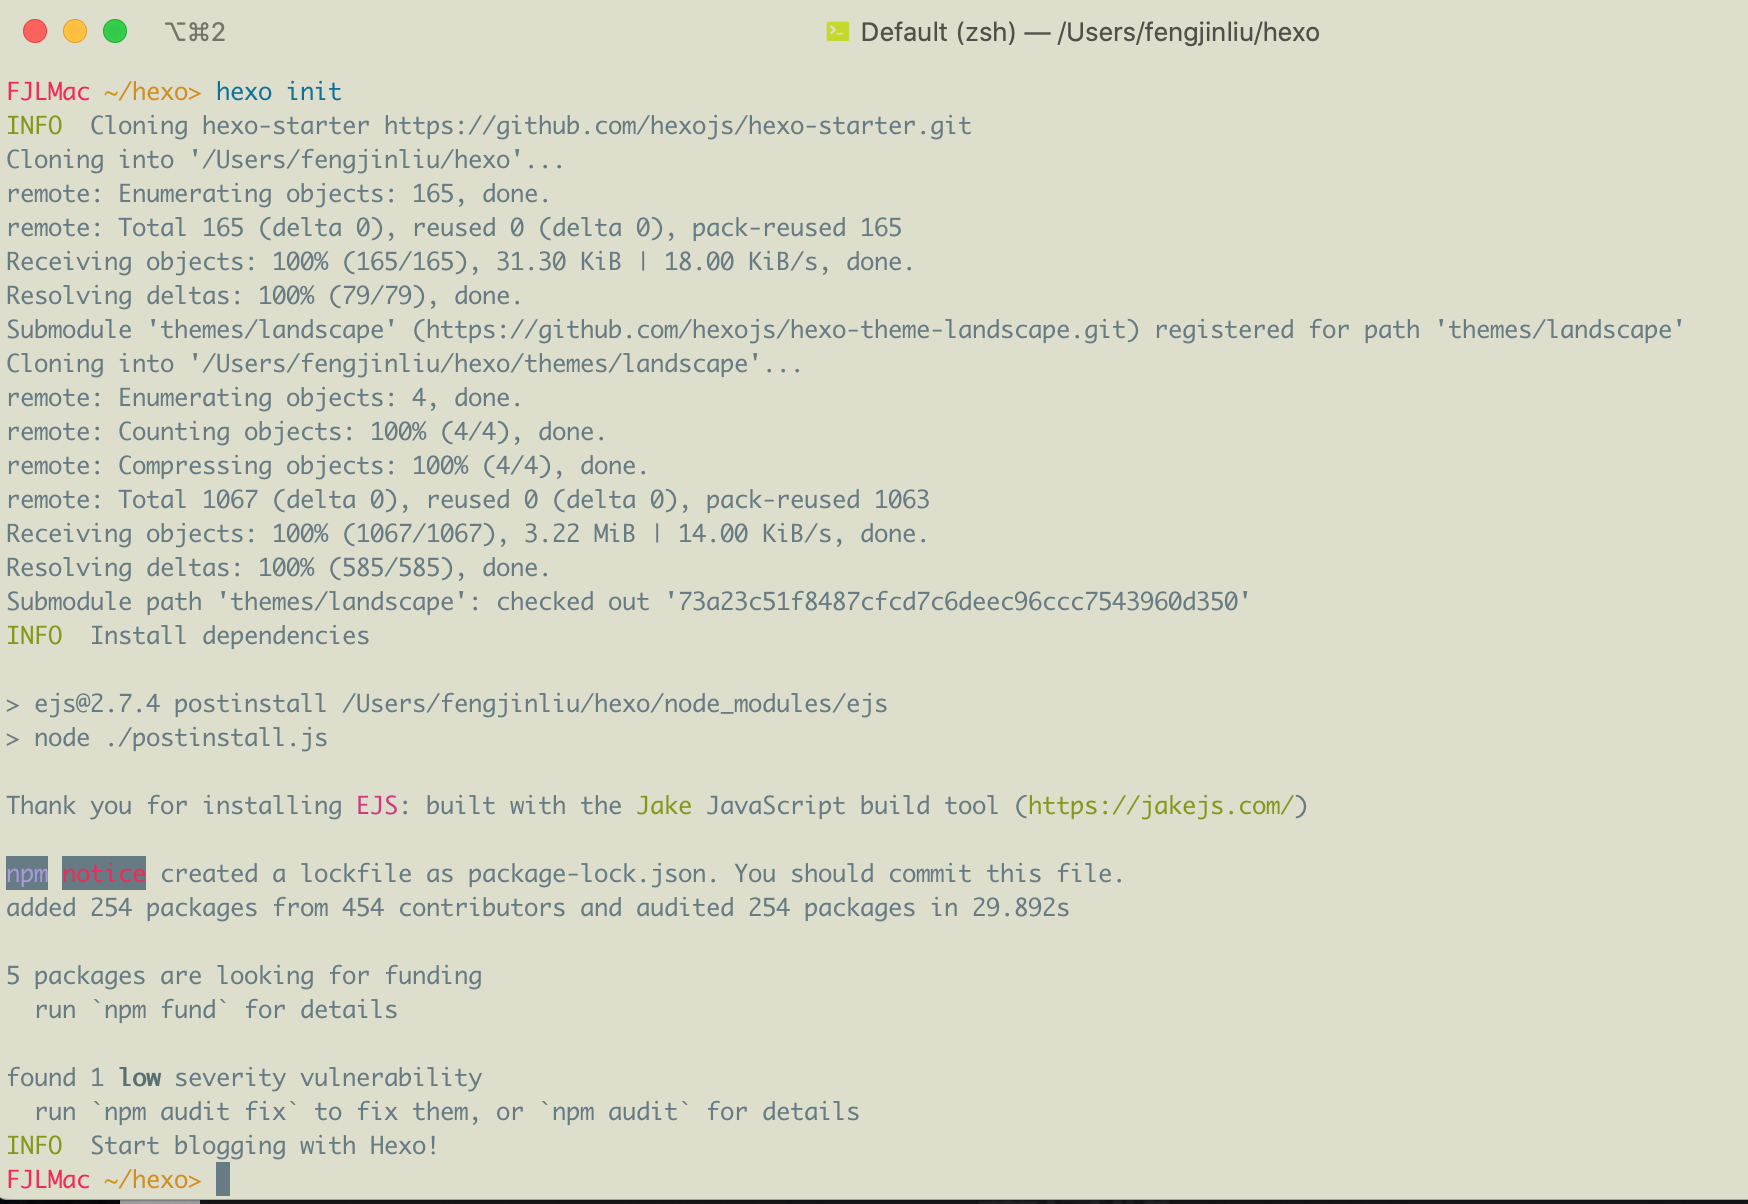 ⌥⌘2 Default (zsh) — /Users/fengjinliu/hexo
FJLMac ~/hexo> hexo init
INFO  Cloning hexo-starter https://github.com/hexojs/hexo-starter.git
Cloning into '/Users/fengjinliu/hexo'...
remote: Enumerating objects: 165, done.
remote: Total 165 (delta 0), reused 0 (delta 0), pack-reused 165
Receiving objects: 100% (165/165), 31.30 KiB | 18.00 KiB/s, done.
Resolving deltas: 100% (79/79), done.
Submodule 'themes/landscape' (https://github.com/hexojs/hexo-theme-landscape.git) registered for path 'themes/landscape'
Cloning into '/Users/fengjinliu/hexo/themes/landscape'...
remote: Enumerating objects: 4, done.
remote: Counting objects: 100% (4/4), done.
remote: Compressing objects: 100% (4/4), done.
remote: Total 1067 (delta 0), reused 0 (delta 0), pack-reused 1063
Receiving objects: 100% (1067/1067), 3.22 MiB | 14.00 KiB/s, done.
Resolving deltas: 100% (585/585), done.
Submodule path 'themes/landscape': checked out '73a23c51f8487cfcd7c6deec96ccc7543960d350'
INFO  Install dependencies
> ejs@2.7.4 postinstall /Users/fengjinliu/hexo/node_modules/ejs
> node ./postinstall.js
Thank you for installing EJS: built with the Jake JavaScript build tool (https://jakejs.com/)
npm notice created a lockfile as package-lock.json. You should commit this file.
added 254 packages from 454 contributors and audited 254 packages in 29.892s
5 packages are looking for funding
  run `npm fund` for details
found 1 low severity vulnerability
  run `npm audit fix` to fix them, or `npm audit` for details
INFO  Start blogging with Hexo!
FJLMac ~/hexo>